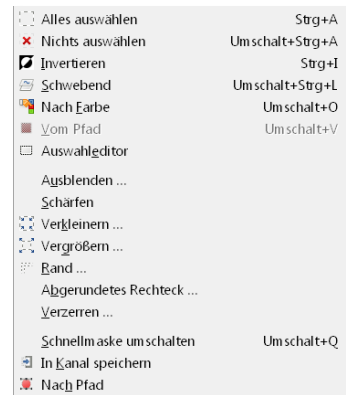 Alles auswählen Strg+A
Nichts auswählen Umschalt+Strg+A
Invertieren Strg+I
Schwebend Umschalt+Strg+L
Nach Farbe Umschalt+O
Vom Pfad Umschalt+V
Auswahleditor
Ausblenden ...
Schärfen
Verkleinern ...
Vergrößern ...
Rand ...
Abgerundetes Rechteck ...
Verzerren ...
Schnellmaske umschalten Umschalt+Q
In Kanal speichern
Nach Pfad